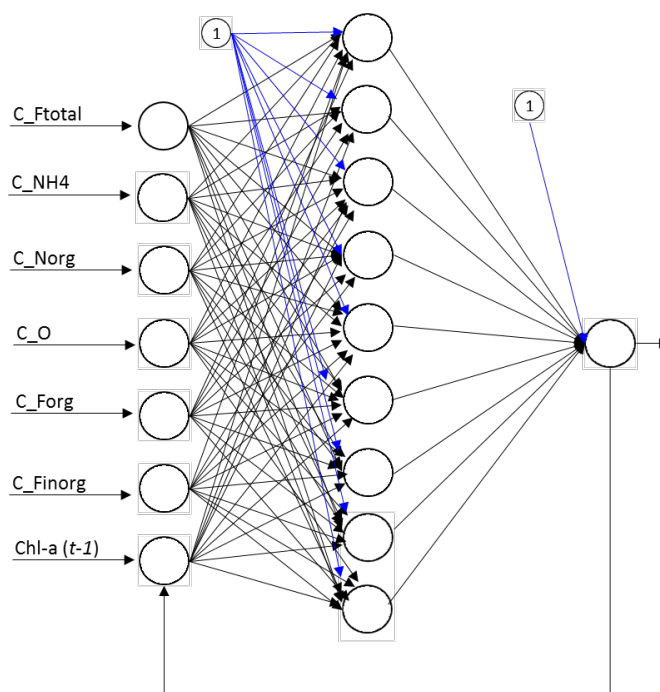 1
1
C_Ftotal
C_NH4
C_Norg
C_O
C_Forg
C_Finorg
Chl-a (t-1)